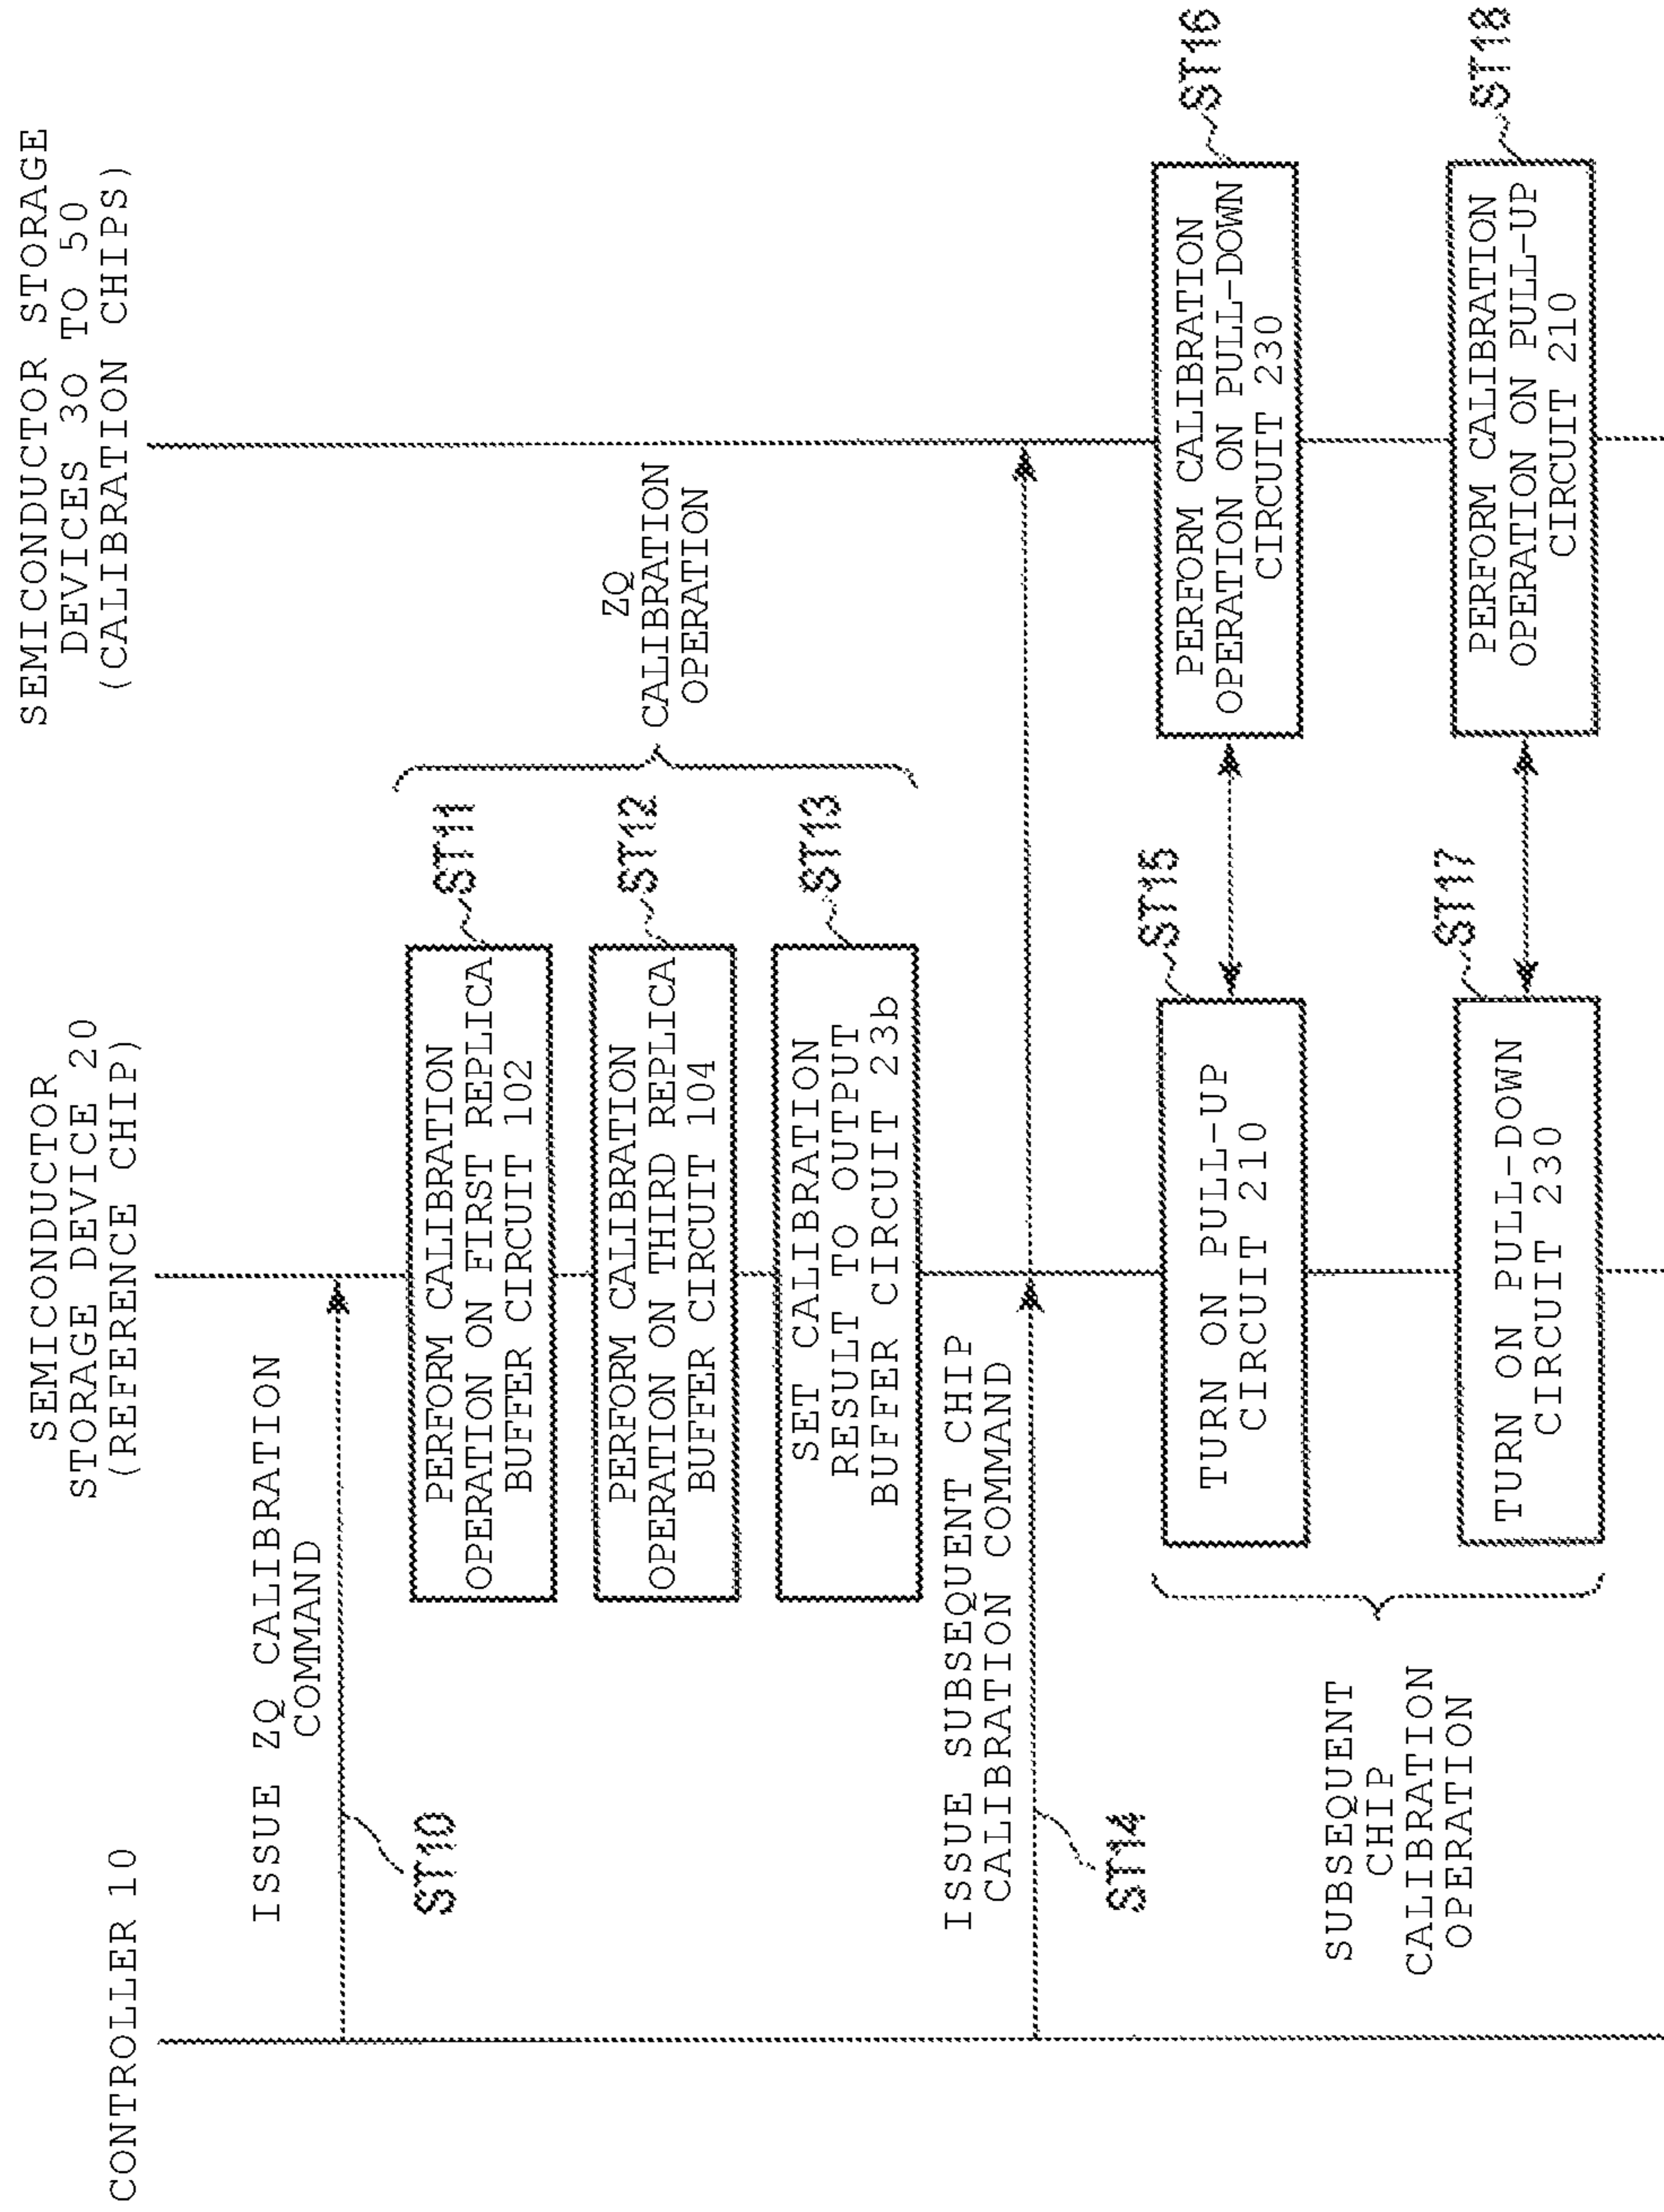 CONTROLLER 10
SEMICONDUCTOR
STORAGE DEVICE 20
(REFERENCE CHIP)
SEMICONDUCTOR STORAGE
DEVICES 30 TO 50
(CALIBRATION CHIPS)
ISSUE ZQ CALIBRATION
COMMAND
ST10
PERFORM CALIBRATION
OPERATION ON FIRST REPLICA
BUFFER CIRCUIT 102
ST11
PERFORM CALIBRATION
OPERATION ON THIRD REPLICA
BUFFER CIRCUIT 104
ST12
SET CALIBRATION
RESULT TO OUTPUT
BUFFER CIRCUIT 23b
ST13
ZQ
CALIBRATION
OPERATION
ISSUE SUBSEQUENT CHIP
CALIBRATION COMMAND
ST14
SUBSEQUENT
CHIP
CALIBRATION
OPERATION
TURN ON PULL-UP
CIRCUIT 210
ST15
PERFORM CALIBRATION
OPERATION ON PULL-DOWN
CIRCUIT 230
ST16
TURN ON PULL-DOWN
CIRCUIT 230
ST17
PERFORM CALIBRATION
OPERATION ON PULL-UP
CIRCUIT 210
ST18